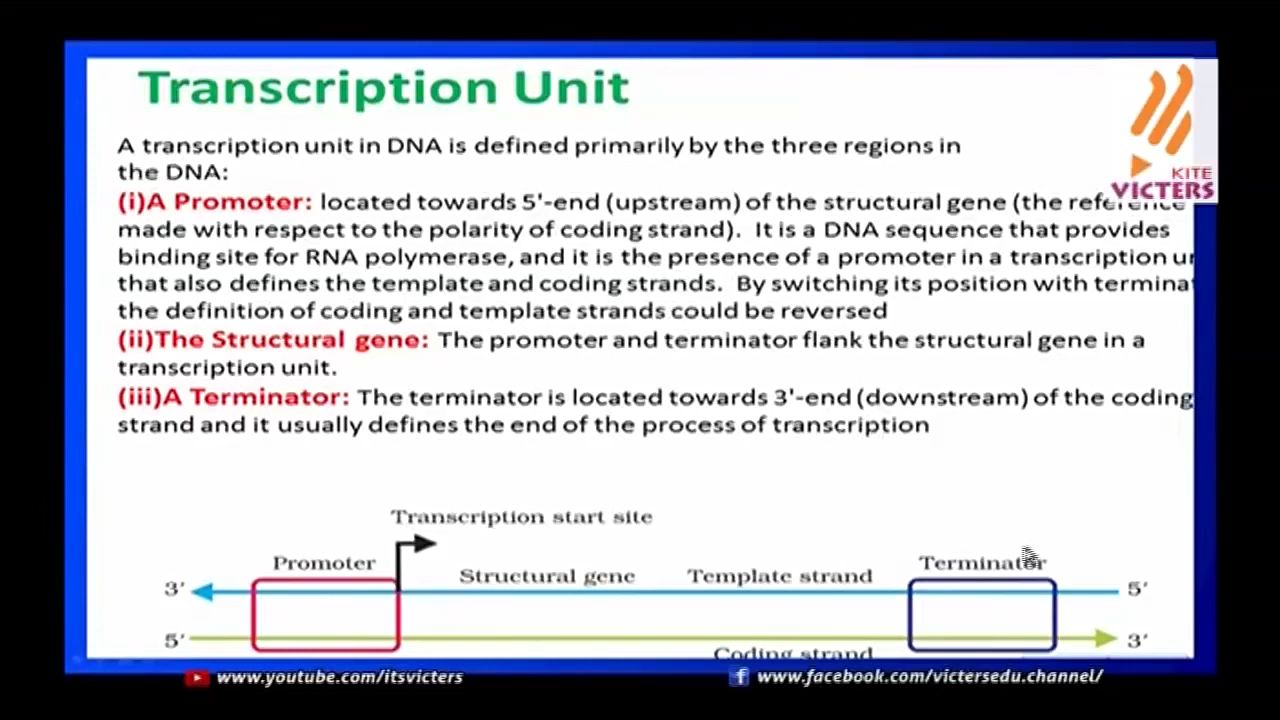 Transcription Unit
KITE
VICTERS
A transcription unit in DNA is defined primarily by the three regions in
the DNA:
(i)A Promoter: located towards 5'-end (upstream) of the structural gene (the reference
made with respect to the polarity of coding strand). It is a DNA sequence that provides
binding site for RNA polymerase, and it is the presence of a promoter in a transcription
that also defines the template and coding strands. By switching its position with
the definition of coding and template strands could be reversed
(ii)The Structural gene: The promoter and terminator flank the structural gene in a
transcription unit.
(iii)A Terminator: The terminator is located towards 3'-end (downstream) of the coding
strand and it usually defines the end of the process of transcription
Transcription start site
Promoter
Terminator
Structural gene
Template strand
3'
5'
5'
3'
Coding strand
www.youtube.com/itsvicters
www.facebook.com/victersedu.channel/